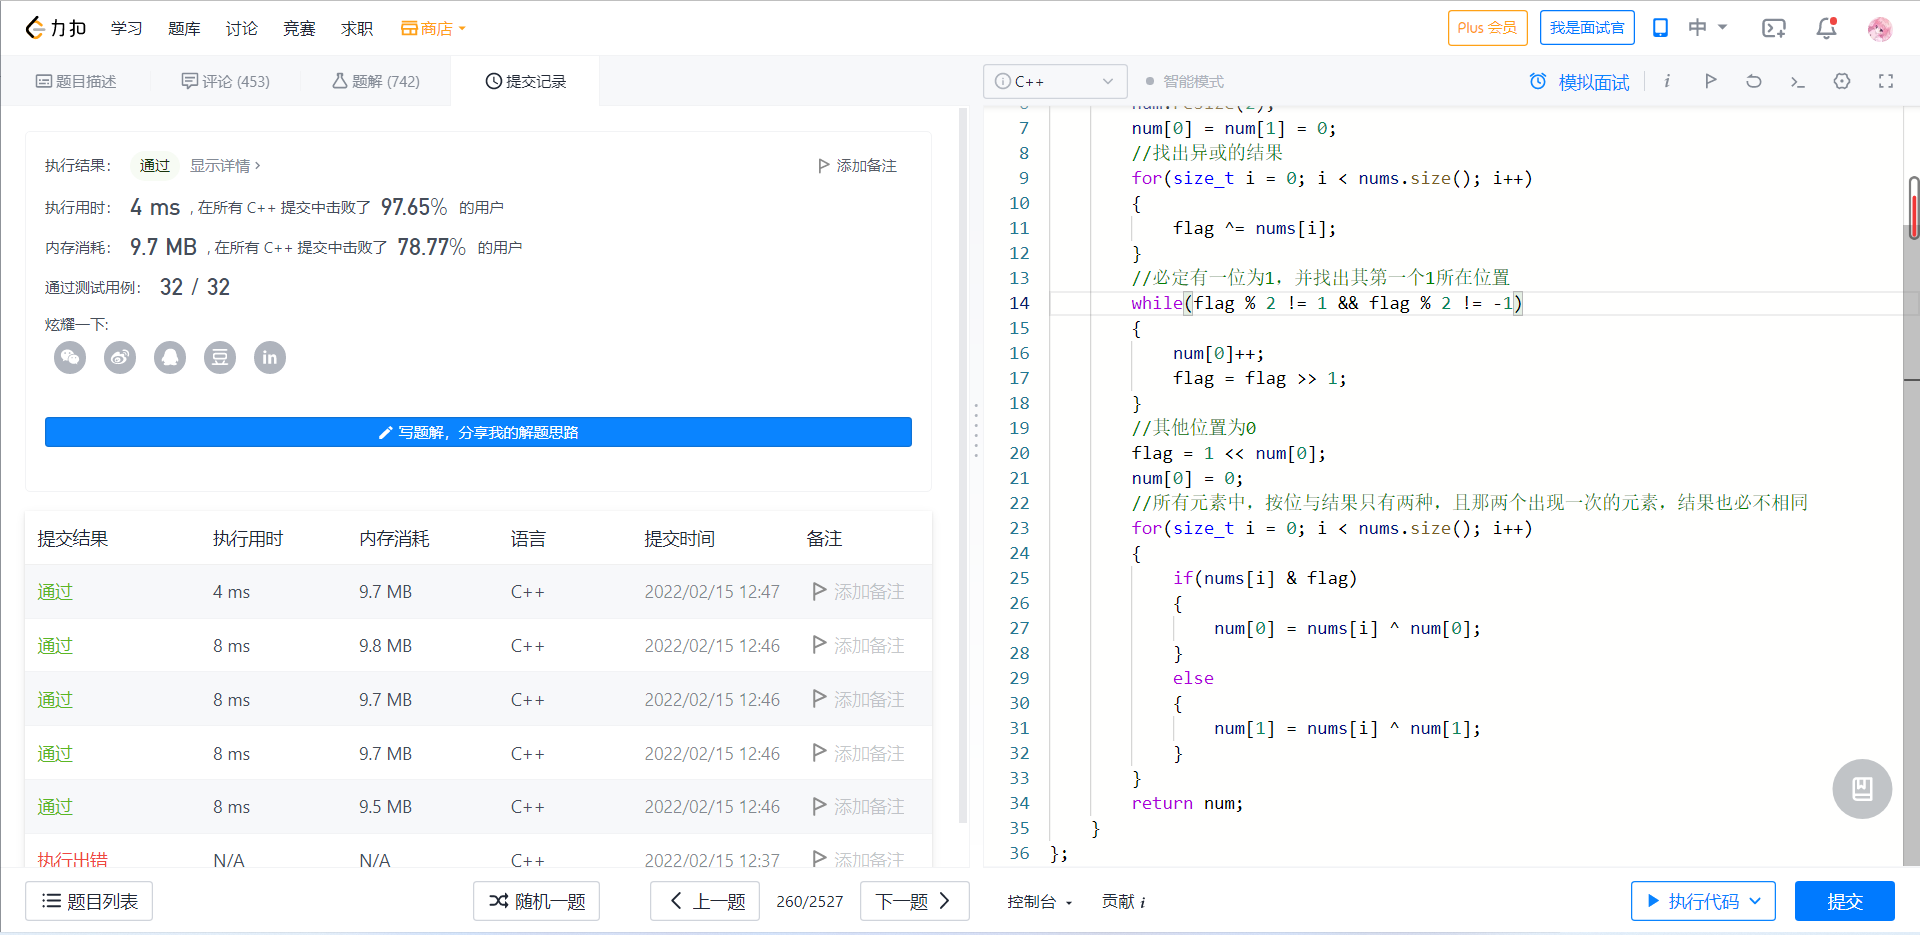 力扣 学习 题库 讨论 竞赛 求职 商店 Plus 会员 我是面试官 中
题目描述 评论 (453) 题解 (742) 提交记录
执行结果： 通过 显示详情 › 添加备注
执行用时： 4 ms , 在所有 C++ 提交中击败了 97.65% 的用户
内存消耗： 9.7 MB , 在所有 C++ 提交中击败了 78.77% 的用户
通过测试用例： 32 / 32
炫耀一下:
豆 in
写题解，分享我的解题思路
提交结果 执行用时 内存消耗 语言 提交时间 备注
通过 4 ms 9.7 MB C++ 2022/02/15 12:47 添加备注
通过 8 ms 9.8 MB C++ 2022/02/15 12:46 添加备注
通过 8 ms 9.7 MB C++ 2022/02/15 12:46 添加备注
通过 8 ms 9.7 MB C++ 2022/02/15 12:46 添加备注
通过 8 ms 9.5 MB C++ 2022/02/15 12:46 添加备注
执行出错 N/A N/A C++ 2022/02/15 12:37 添加备注
题目列表 随机一题 上一题 260/2527 下一题
C++ 智能模式 模拟面试 i
6 num.resize(2);
7 num[0] = num[1] = 0;
8 //找出异或的结果
9 for(size_t i = 0; i < nums.size(); i++)
10 {
11 flag ^= nums[i];
12 }
13 //必定有一位为1，并找出其第一个1所在位置
14 while(flag % 2 != 1 && flag % 2 != -1)
15 {
16 num[0]++;
17 flag = flag >> 1;
18 }
19 //其他位置为0
20 flag = 1 << num[0];
21 num[0] = 0;
22 //所有元素中，按位与结果只有两种，且那两个出现一次的元素，结果也必不相同
23 for(size_t i = 0; i < nums.size(); i++)
24 {
25 if(nums[i] & flag)
26 {
27 num[0] = nums[i] ^ num[0];
28 }
29 else
30 {
31 num[1] = nums[i] ^ num[1];
32 }
33 }
34 return num;
35 }
36 };
控制台 贡献 i 执行代码 提交